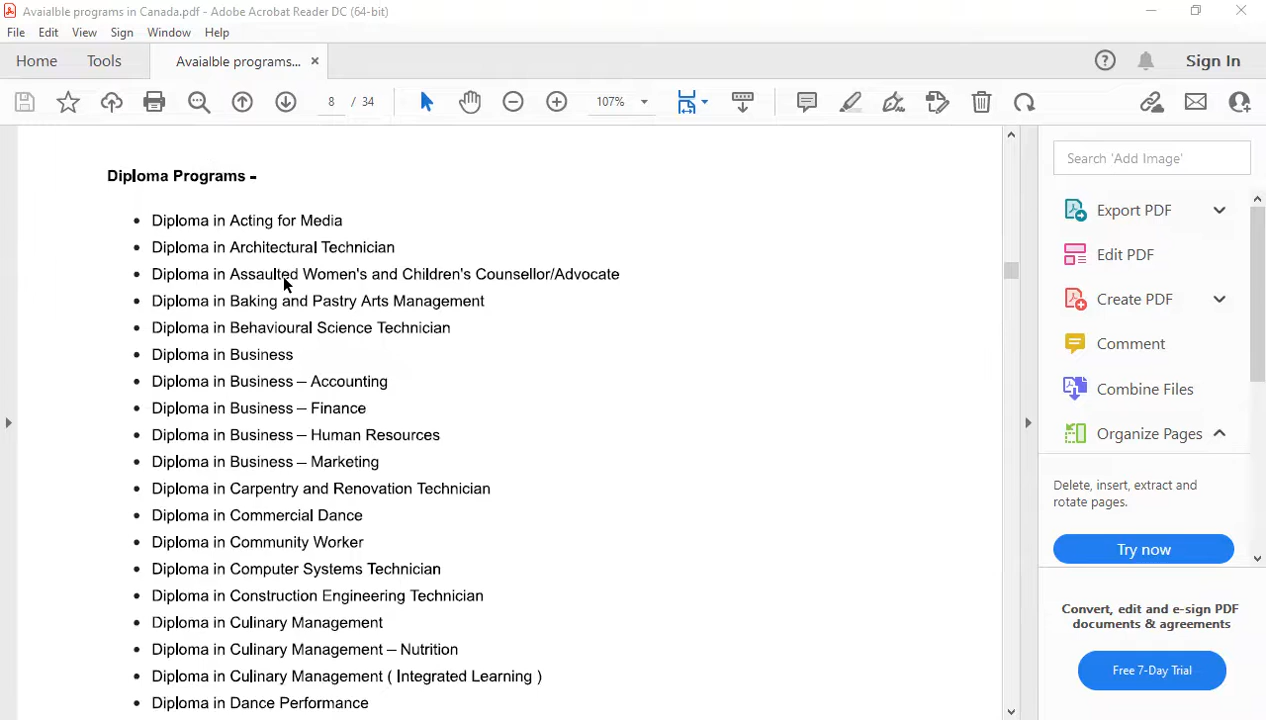 Avaialble programs in Canada.pdf - Adobe Acrobat Reader DC (64-bit)
File Edit View Sign Window Help
Home Tools Avaialble programs... × Sign In
8 / 34 107%
Diploma Programs –
• Diploma in Acting for Media
• Diploma in Architectural Technician
• Diploma in Assaulted Women's and Children's Counsellor/Advocate
• Diploma in Baking and Pastry Arts Management
• Diploma in Behavioural Science Technician
• Diploma in Business
• Diploma in Business – Accounting
• Diploma in Business – Finance
• Diploma in Business – Human Resources
• Diploma in Business – Marketing
• Diploma in Carpentry and Renovation Technician
• Diploma in Commercial Dance
• Diploma in Community Worker
• Diploma in Computer Systems Technician
• Diploma in Construction Engineering Technician
• Diploma in Culinary Management
• Diploma in Culinary Management – Nutrition
• Diploma in Culinary Management ( Integrated Learning )
• Diploma in Dance Performance
Search 'Add Image'
Export PDF
Edit PDF
Create PDF
Comment
Combine Files
Organize Pages
Delete, insert, extract and
rotate pages.
Try now
Convert, edit and e-sign PDF
documents & agreements
Free 7-Day Trial